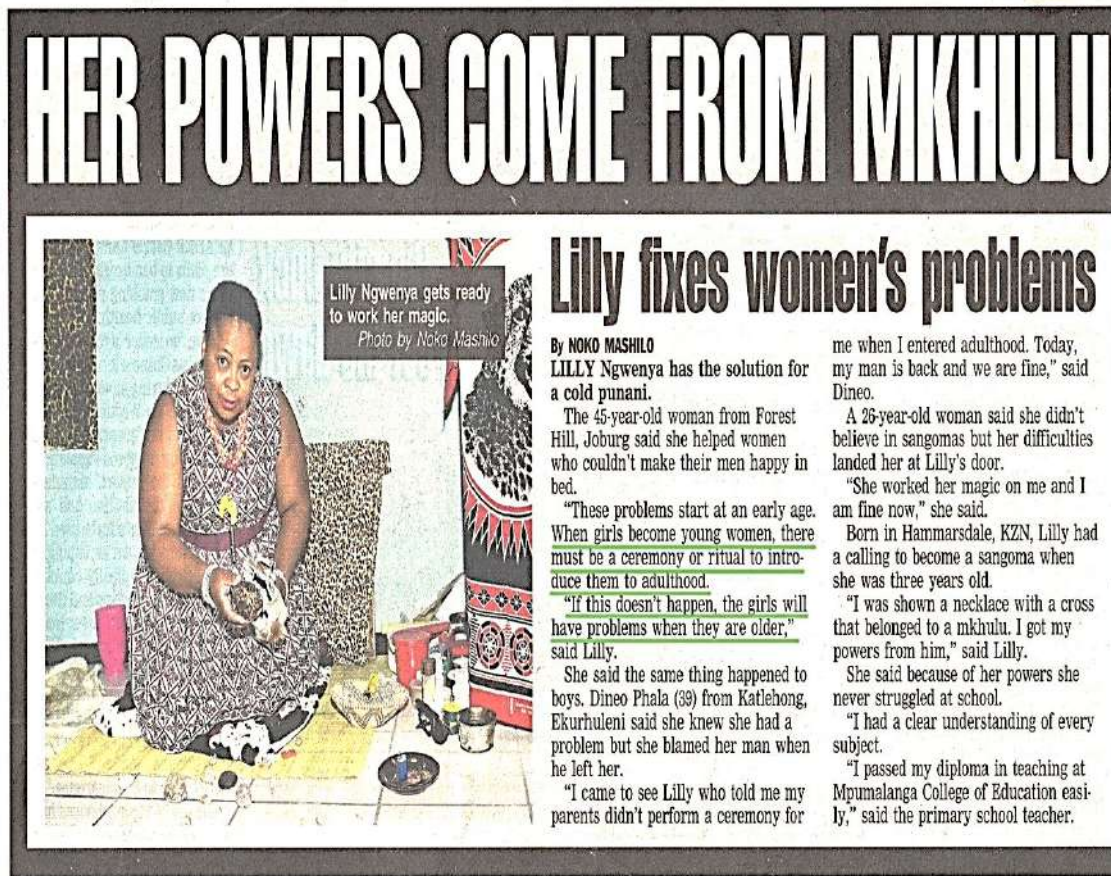 HER POWERS COME FROM MKHULU
Lilly Ngwenya gets ready
to work her magic.
Photo by Noko Mashilo
Lilly fixes women's problems
By NOKO MASHILO
LILLY Ngwenya has the solution for
a cold punani.
The 45-year-old woman from Forest
Hill, Joburg said she helped women
who couldn't make their men happy in
bed.
"These problems start at an early age.
When girls become young women, there
must be a ceremony or ritual to intro-
duce them to adulthood.
"If this doesn't happen, the girls will
have problems when they are older,"
said Lilly.
She said the same thing happened to
boys. Dineo Phala (39) from Katlehong,
Ekurhuleni said she knew she had a
problem but she blamed her man when
he left her.
"I came to see Lilly who told me my
parents didn't perform a ceremony for
me when I entered adulthood. Today,
my man is back and we are fine," said
Dineo.
A 26-year-old woman said she didn't
believe in sangomas but her difficulties
landed her at Lilly's door.
"She worked her magic on me and I
am fine now," she said.
Born in Hammarsdale, KZN, Lilly had
a calling to become a sangoma when
she was three years old.
"I was shown a necklace with a cross
that belonged to a mkhulu. I got my
powers from him," said Lilly.
She said because of her powers she
never struggled at school.
"I had a clear understanding of every
subject.
"I passed my diploma in teaching at
Mpumalanga College of Education easi-
ly," said the primary school teacher.